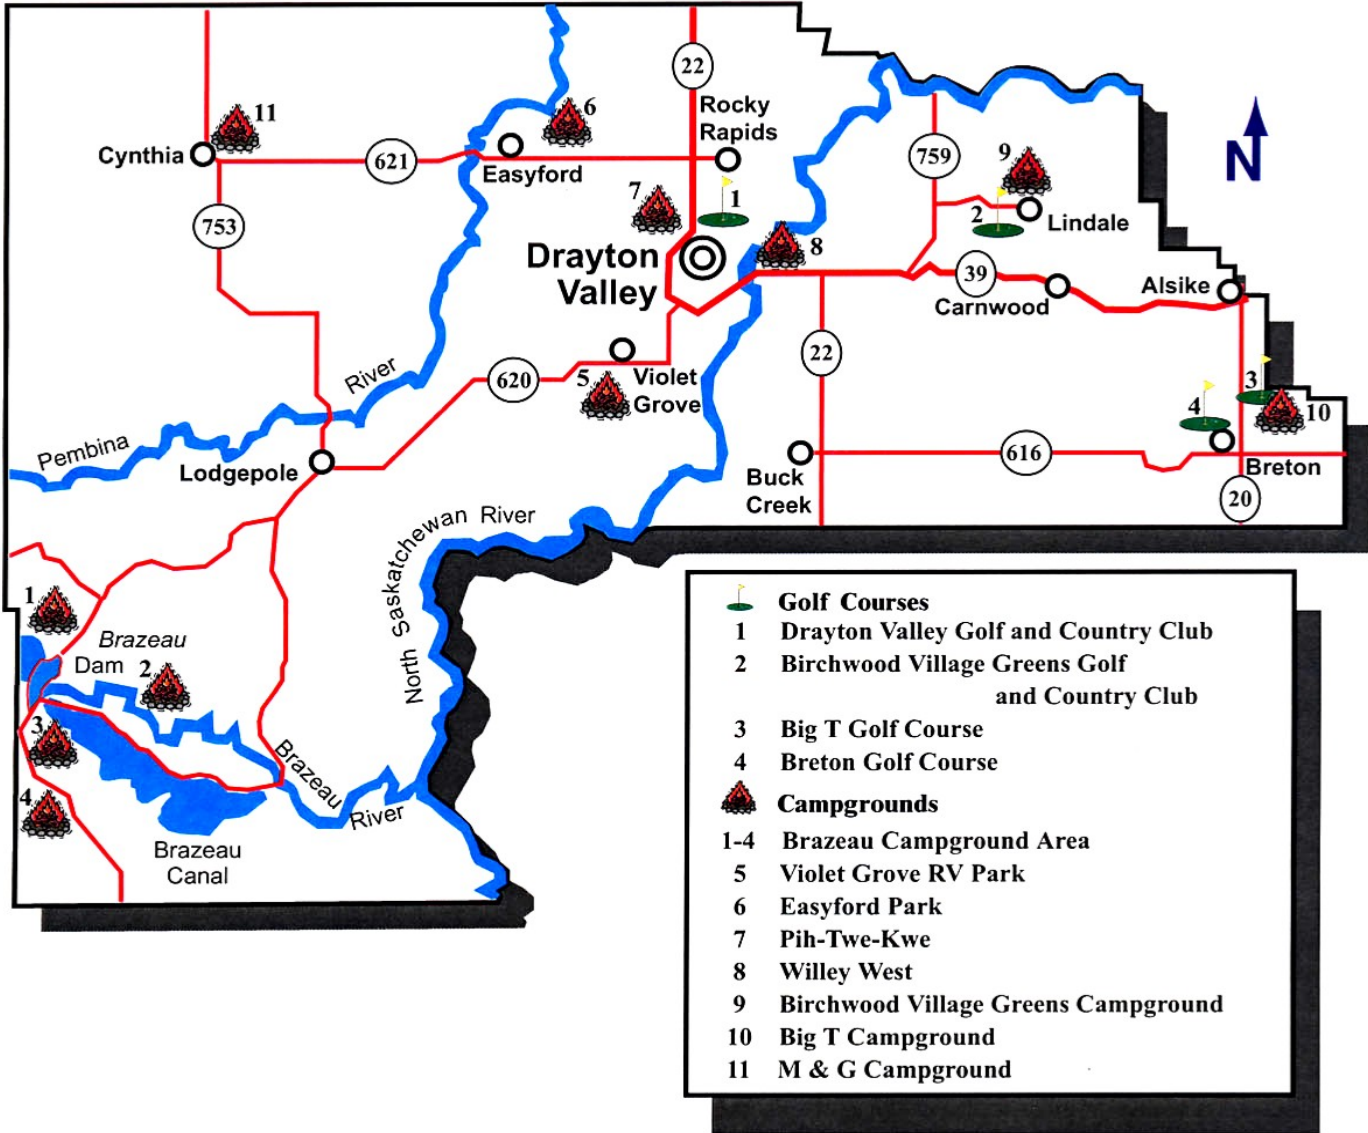 22
6
11
Rocky
Rapids
Cynthia
621
Easyford
759
9
N
7
1
2
Lindale
753
Drayton
Valley
8
39
Carnwood
Alsike
22
River
620
5
Violet
Grove
3
4
10
Pembina
Lodgepole
Buck
Creek
616
Breton
20
North Saskatchewan River
1
Brazeau
Dam
2
3
4
Brazeau
River
Brazeau
Canal
Golf Courses
1 Drayton Valley Golf and Country Club
2 Birchwood Village Greens Golf
and Country Club
3 Big T Golf Course
4 Breton Golf Course
Campgrounds
1-4 Brazeau Campground Area
5 Violet Grove RV Park
6 Easyford Park
7 Pih-Twe-Kwe
8 Willey West
9 Birchwood Village Greens Campground
10 Big T Campground
11 M & G Campground